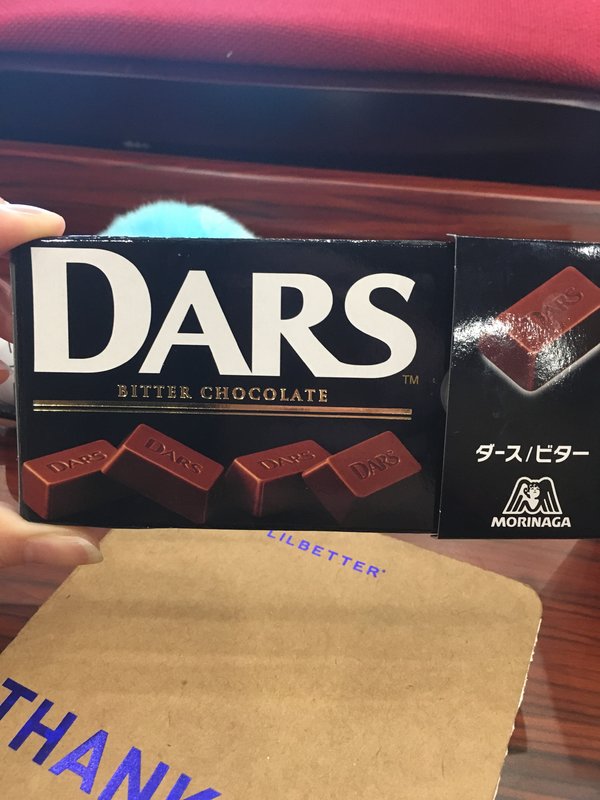 DARS
TM
BITTER CHOCOLATE
DARS
DARS
DARS
DARS
DARS
ダース/ビター
MORINAGA
LILBETTER
THANK